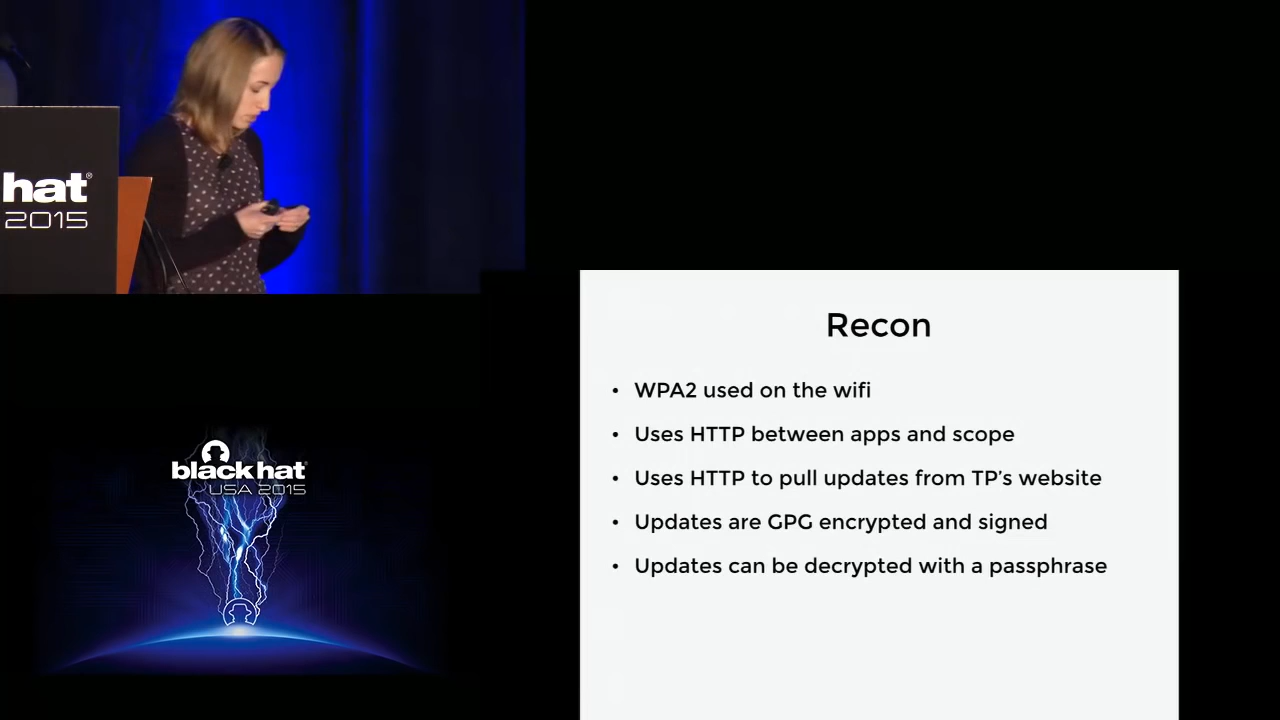 hat®
2015
Recon
• WPA2 used on the wifi
• Uses HTTP between apps and scope
• Uses HTTP to pull updates from TP's website
• Updates are GPG encrypted and signed
• Updates can be decrypted with a passphrase
black hat
USA 2015